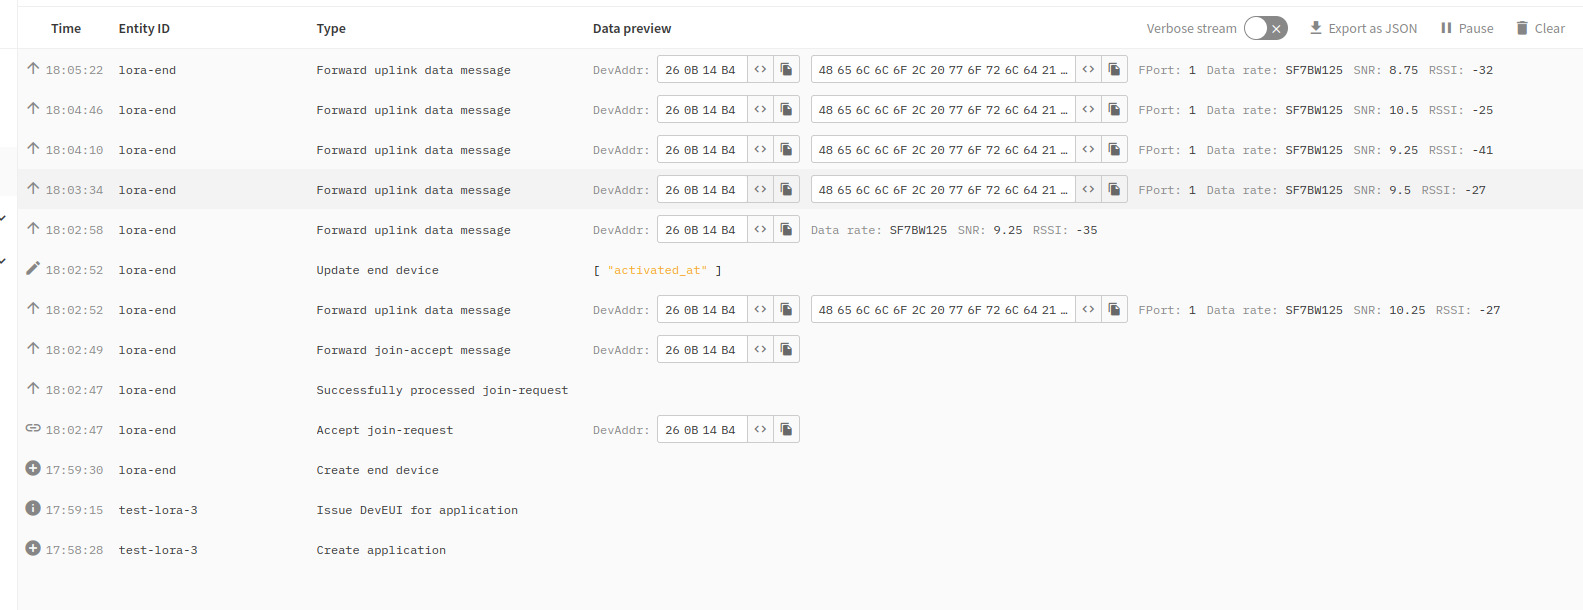 Time Entity ID Type Data preview Verbose stream Export as JSON Pause Clear
18:05:22 lora-end Forward uplink data message DevAddr: 26 0B 14 B4 <> 48 65 6C 6C 6F 2C 20 77 6F 72 6C 64 21 … <> FPort: 1 Data rate: SF7BW125 SNR: 8.75 RSSI: -32
18:04:46 lora-end Forward uplink data message DevAddr: 26 0B 14 B4 <> 48 65 6C 6C 6F 2C 20 77 6F 72 6C 64 21 … <> FPort: 1 Data rate: SF7BW125 SNR: 10.5 RSSI: -25
18:04:10 lora-end Forward uplink data message DevAddr: 26 0B 14 B4 <> 48 65 6C 6C 6F 2C 20 77 6F 72 6C 64 21 … <> FPort: 1 Data rate: SF7BW125 SNR: 9.25 RSSI: -41
18:03:34 lora-end Forward uplink data message DevAddr: 26 0B 14 B4 <> 48 65 6C 6C 6F 2C 20 77 6F 72 6C 64 21 … <> FPort: 1 Data rate: SF7BW125 SNR: 9.5 RSSI: -27
18:02:58 lora-end Forward uplink data message DevAddr: 26 0B 14 B4 <> Data rate: SF7BW125 SNR: 9.25 RSSI: -35
18:02:52 lora-end Update end device [ "activated_at" ]
18:02:52 lora-end Forward uplink data message DevAddr: 26 0B 14 B4 <> 48 65 6C 6C 6F 2C 20 77 6F 72 6C 64 21 … <> FPort: 1 Data rate: SF7BW125 SNR: 10.25 RSSI: -27
18:02:49 lora-end Forward join-accept message DevAddr: 26 0B 14 B4 <>
18:02:47 lora-end Successfully processed join-request
18:02:47 lora-end Accept join-request DevAddr: 26 0B 14 B4 <>
17:59:30 lora-end Create end device
17:59:15 test-lora-3 Issue DevEUI for application
17:58:28 test-lora-3 Create application